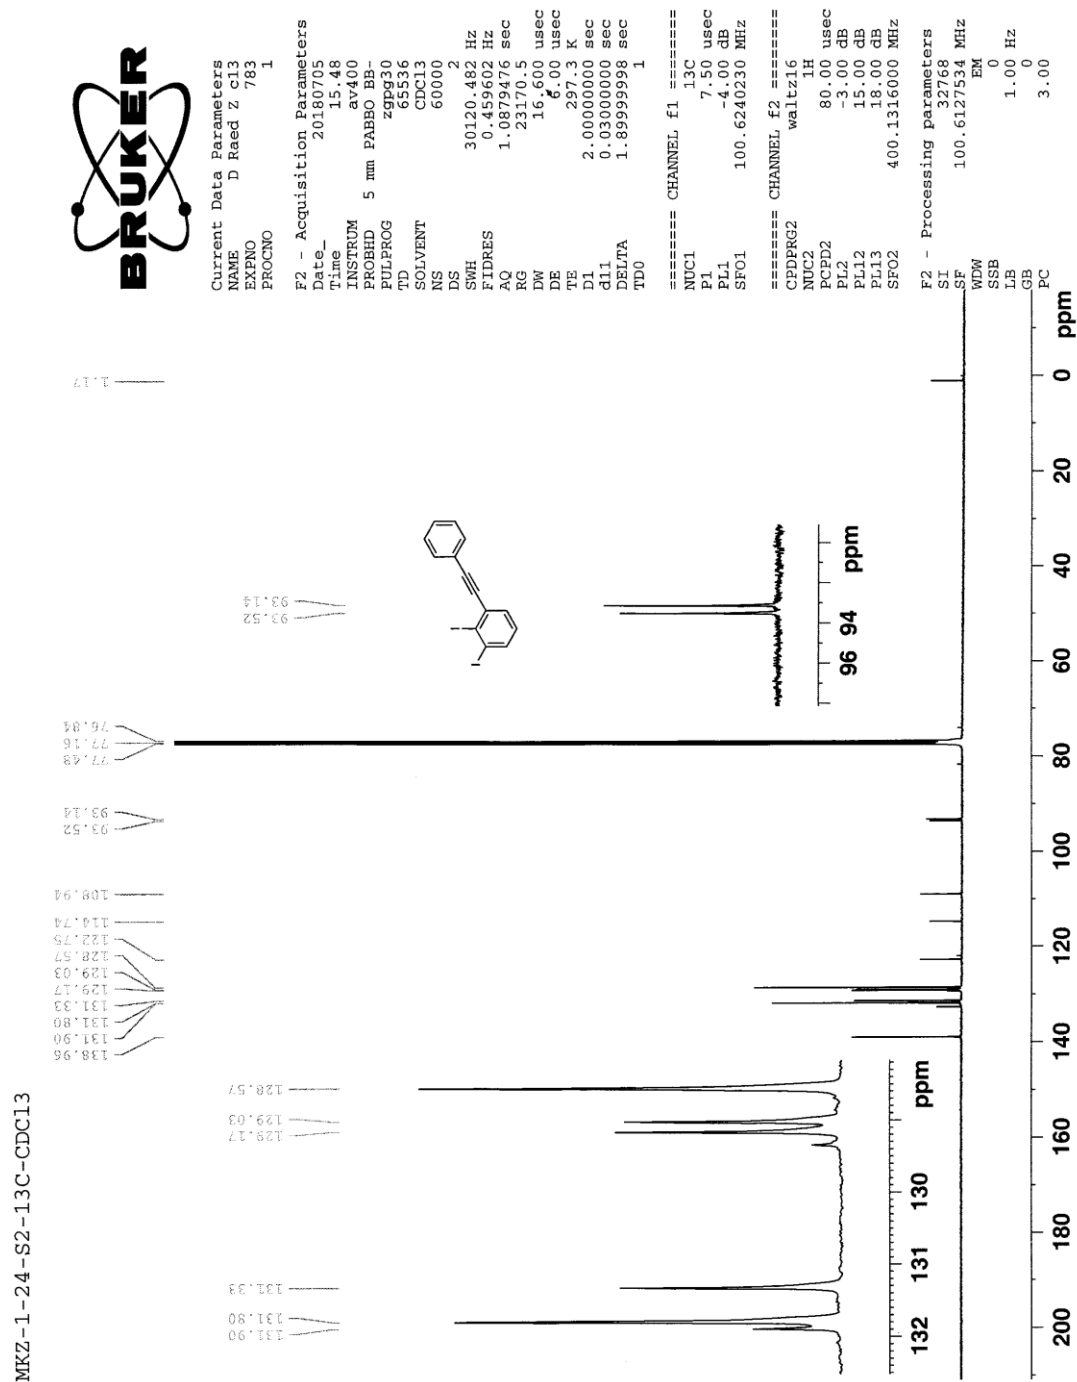 MKZ-1-24-S2-13C-CDCl3
138.96
131.90
131.80
131.33
129.17
129.03
128.57
122.75
114.74
108.94
93.52
93.14
77.48
77.16
76.84
1.17
131.90
131.80
131.33
129.17
129.03
128.57
132 131 130 ppm
93.52
93.14
I
I
96 94 ppm
200 180 160 140 120 100 80 60 40 20 0 ppm
BRUKER
Current Data Parameters
NAME D Raed Z c13
EXPNO 783
PROCNO 1
F2 - Acquisition Parameters
Date_ 20180705
Time 15.48
INSTRUM av400
PROBHD 5 mm PABBO BB-
PULPROG zgpg30
TD 65536
SOLVENT CDCl3
NS 60000
DS 2
SWH 30120.482 Hz
FIDRES 0.459602 Hz
AQ 1.0879476 sec
RG 23170.5
DW 16.600 usec
DE 6.00 usec
TE 297.3 K
D1 2.00000000 sec
d11 0.03000000 sec
DELTA 1.89999998 sec
TD0 1
======== CHANNEL f1 ========
NUC1 13C
P1 7.50 usec
PL1 -4.00 dB
SFO1 100.6240230 MHz
======== CHANNEL f2 ========
CPDPRG2 waltz16
NUC2 1H
PCPD2 80.00 usec
PL2 -3.00 dB
PL12 15.00 dB
PL13 18.00 dB
SFO2 400.1316000 MHz
F2 - Processing parameters
SI 32768
SF 100.6127534 MHz
WDW EM
SSB 0
LB 1.00 Hz
GB 0
PC 3.00